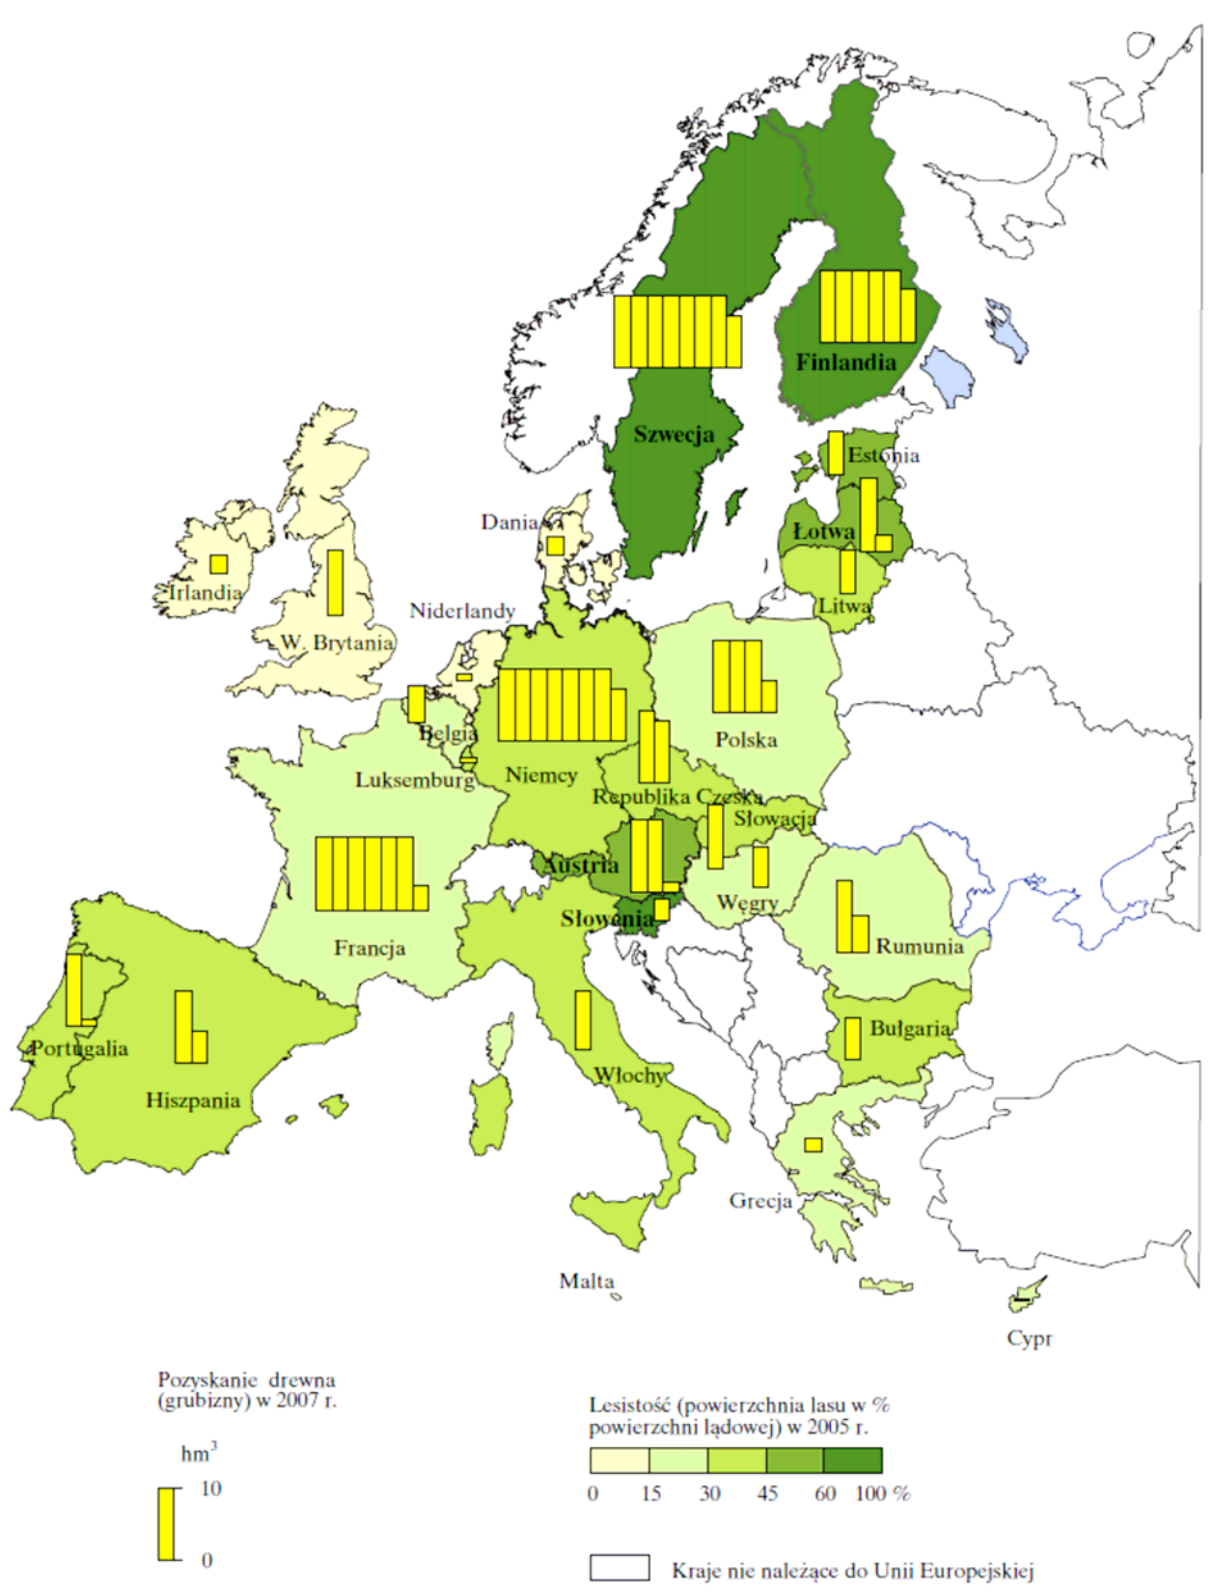 Finlandia
Szwecja
Estonia
Dania
Łotwa
Irlandia
Niderlandy
Litwa
W. Brytania
Belgia
Polska
Luksemburg
Niemcy
Republika Czeska
Słowacja
Austria
Węgry
Słowenia
Francja
Rumunia
Bułgaria
Portugalia
Włochy
Hiszpania
Grecja
Malta
Cypr
Pozyskanie drewna
(grubizny) w 2007 r.
hm³
10
0
Lesistość (powierzchnia lasu w %
powierzchni lądowej) w 2005 r.
0 15 30 45 60 100 %
Kraje nie należące do Unii Europejskiej